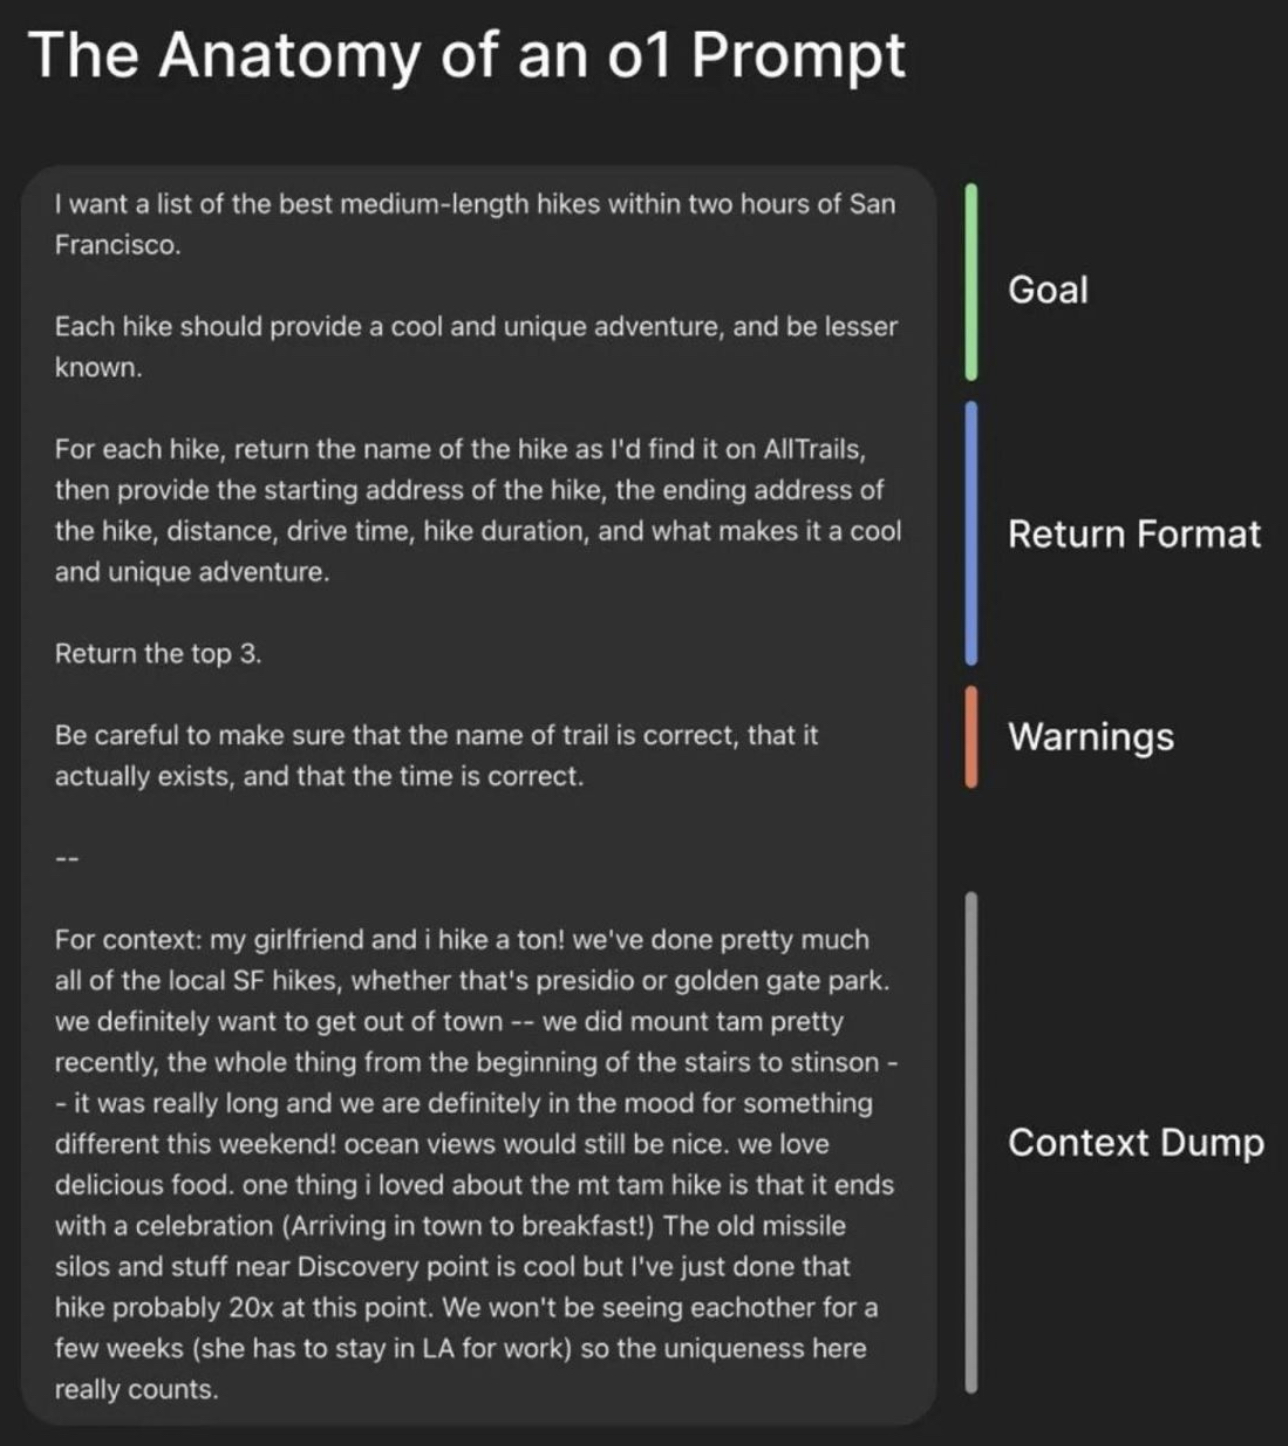 The Anatomy of an o1 Prompt
I want a list of the best medium-length hikes within two hours of San
Francisco.
Each hike should provide a cool and unique adventure, and be lesser
known.
Goal
For each hike, return the name of the hike as I'd find it on AllTrails,
then provide the starting address of the hike, the ending address of
the hike, distance, drive time, hike duration, and what makes it a cool
and unique adventure.
Return the top 3.
Return Format
Be careful to make sure that the name of trail is correct, that it
actually exists, and that the time is correct.
Warnings
--
For context: my girlfriend and i hike a ton! we've done pretty much
all of the local SF hikes, whether that's presidio or golden gate park.
we definitely want to get out of town -- we did mount tam pretty
recently, the whole thing from the beginning of the stairs to stinson -
- it was really long and we are definitely in the mood for something
different this weekend! ocean views would still be nice. we love
delicious food. one thing i loved about the mt tam hike is that it ends
with a celebration (Arriving in town to breakfast!) The old missile
silos and stuff near Discovery point is cool but I've just done that
hike probably 20x at this point. We won't be seeing eachother for a
few weeks (she has to stay in LA for work) so the uniqueness here
really counts.
Context Dump